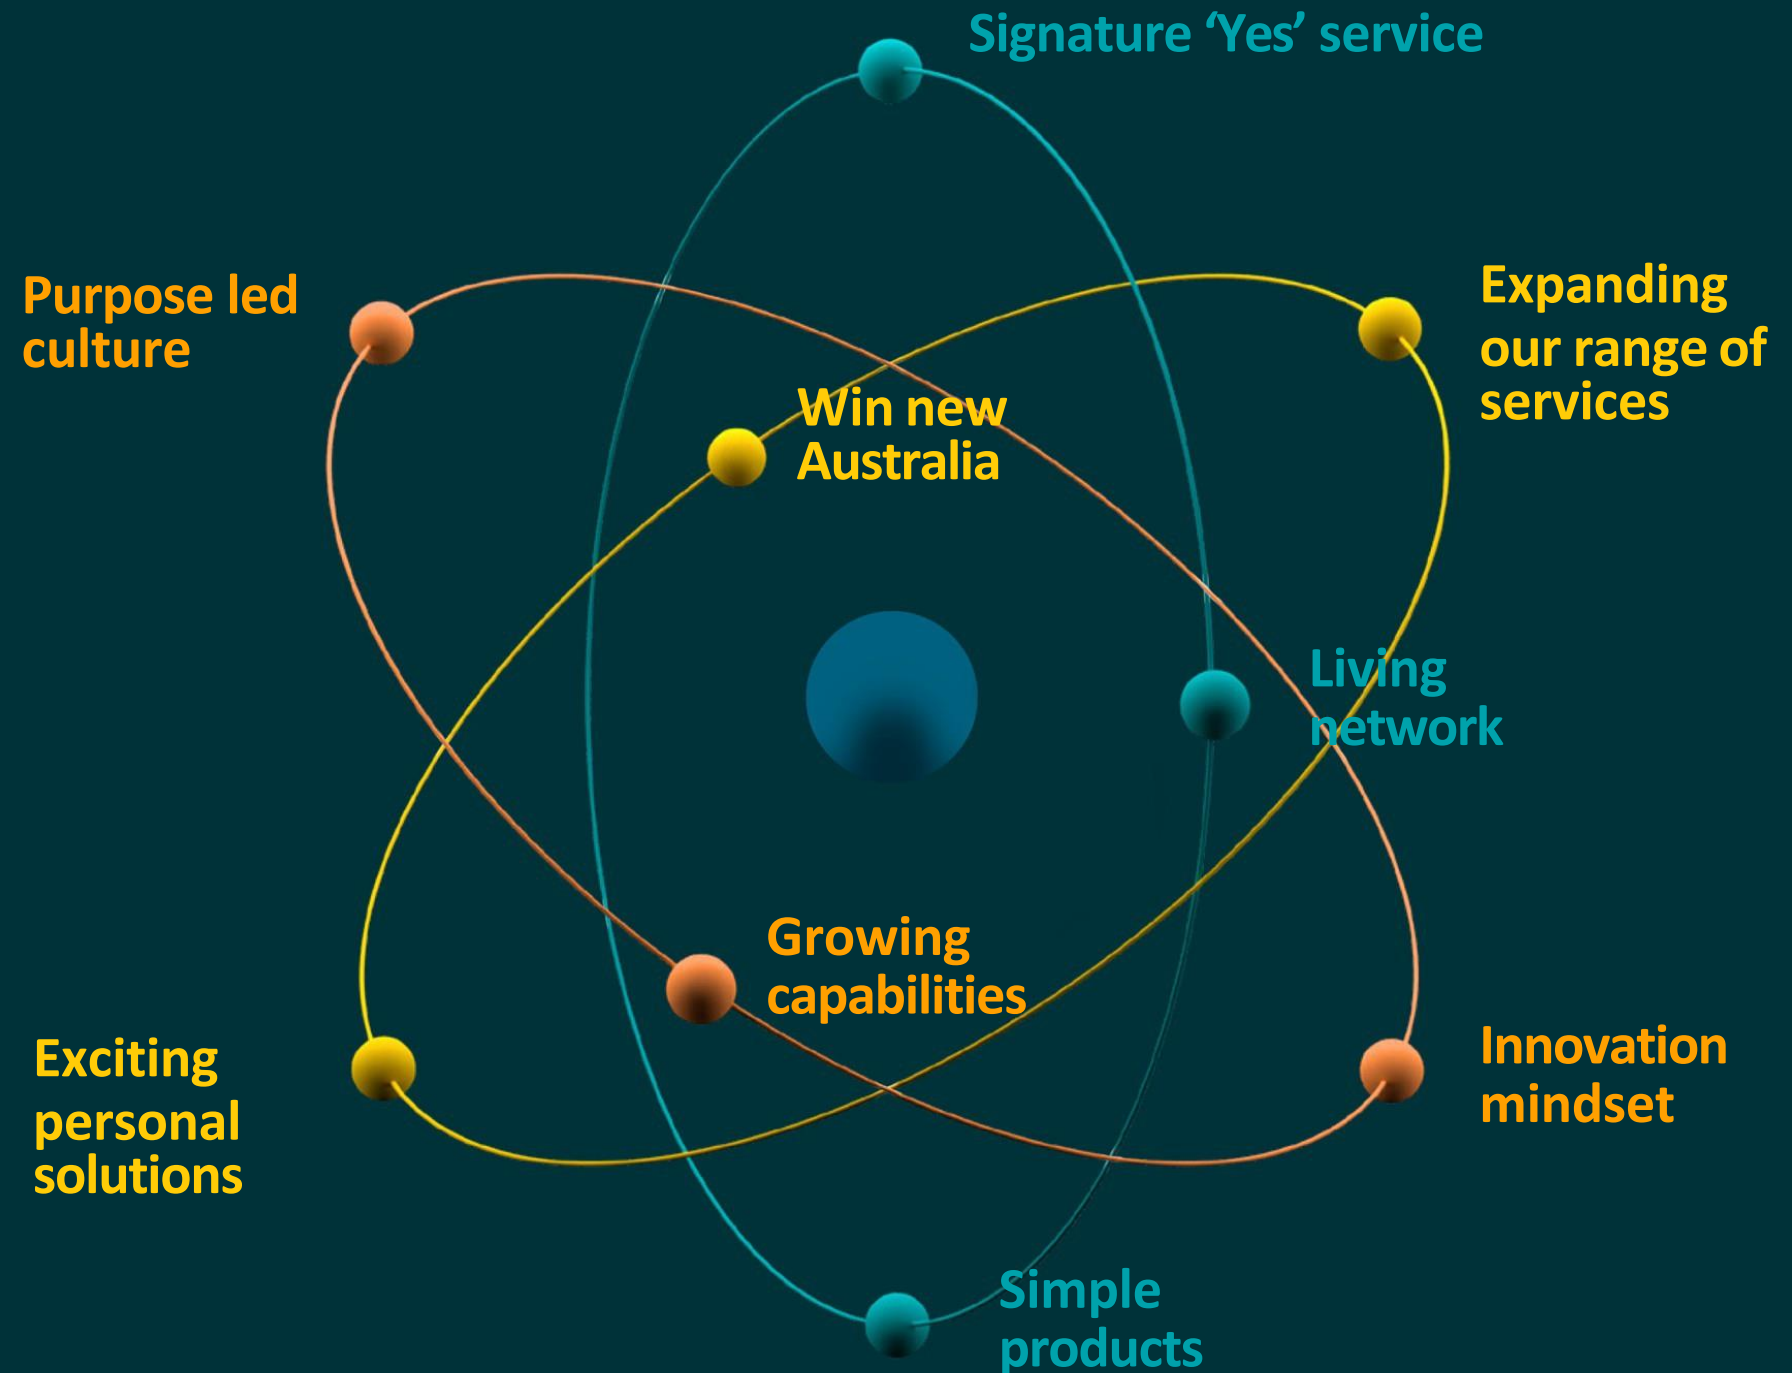 Signature ‘Yes’ service
Purpose led
culture
Expanding
our range of
services
Win new
Australia
Living
network
Growing
capabilities
Exciting
personal
solutions
Innovation
mindset
Simple
products